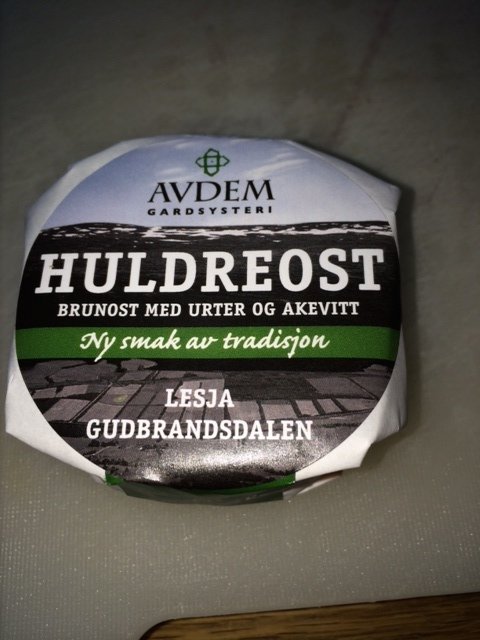 AVDEM
GARDSYSTERI
HULDREOST
BRUNOST MED URTER OG AKEVITT
Ny smak av tradisjon
LESJA
GUDBRANDSDALEN